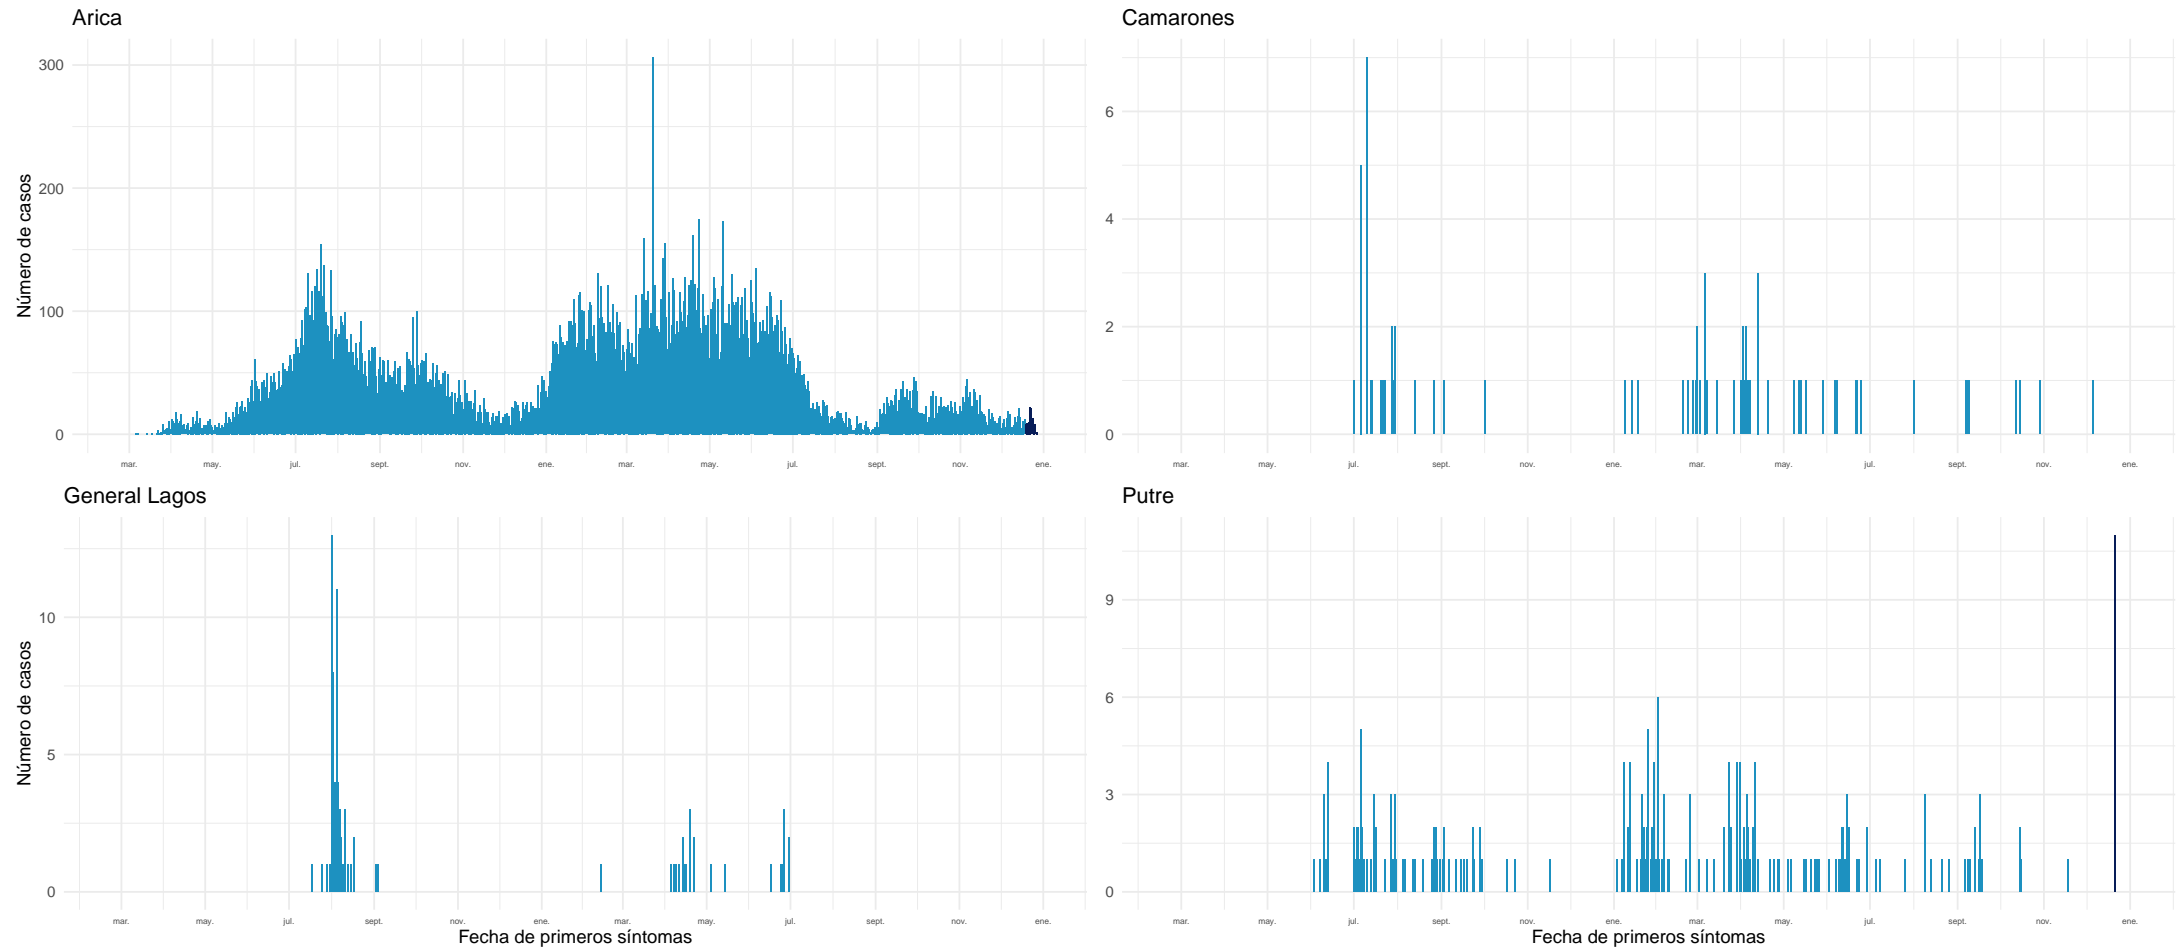 Arica
Camarones
Número de casos
300
200
100
0
6
4
2
0
mar. may. jul. sept. nov. ene. mar. may. jul. sept. nov. ene.
mar. may. jul. sept. nov. ene. mar. may. jul. sept. nov. ene.
General Lagos
Putre
Número de casos
10
5
0
9
6
3
0
mar. may. jul. sept. nov. ene. mar. may. jul. sept. nov. ene.
mar. may. jul. sept. nov. ene. mar. may. jul. sept. nov. ene.
Fecha de primeros síntomas
Fecha de primeros síntomas